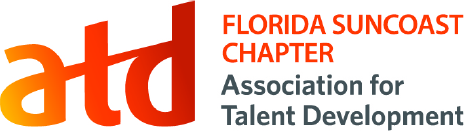 atd
FLORIDA SUNCOAST
CHAPTER
Association for
Talent Development